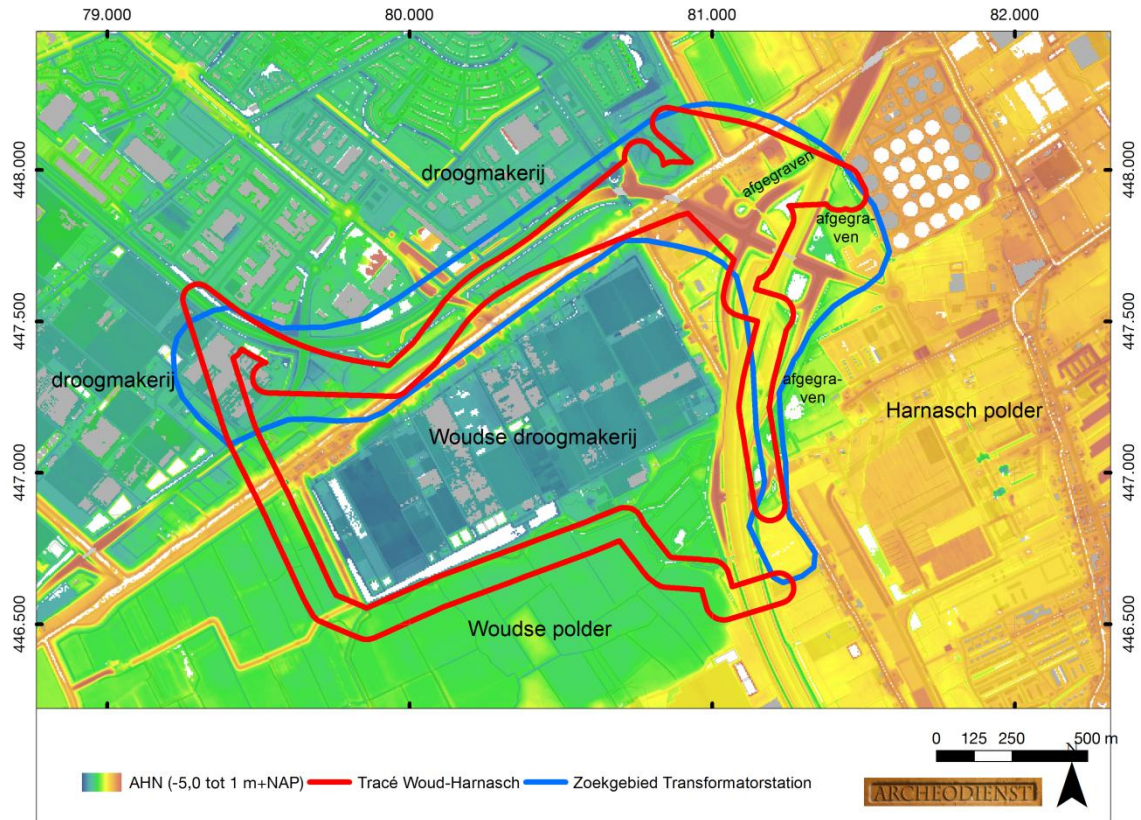 79.000 80.000 81.000 82.000
448.000 448.000
droogmakerij
afgegraven
afgegra-
ven
447.500 447.500
droogmakerij
afgegra-
ven
Harnasch polder
Woudse droogmakerij
447.000 447.000
446.500 446.500
Woudse polder
0 125 250 500 m
N
AHN (-5,0 tot 1 m+NAP) Tracé Woud-Harnasch Zoekgebied Transformatorstation
ARCHEODIENST